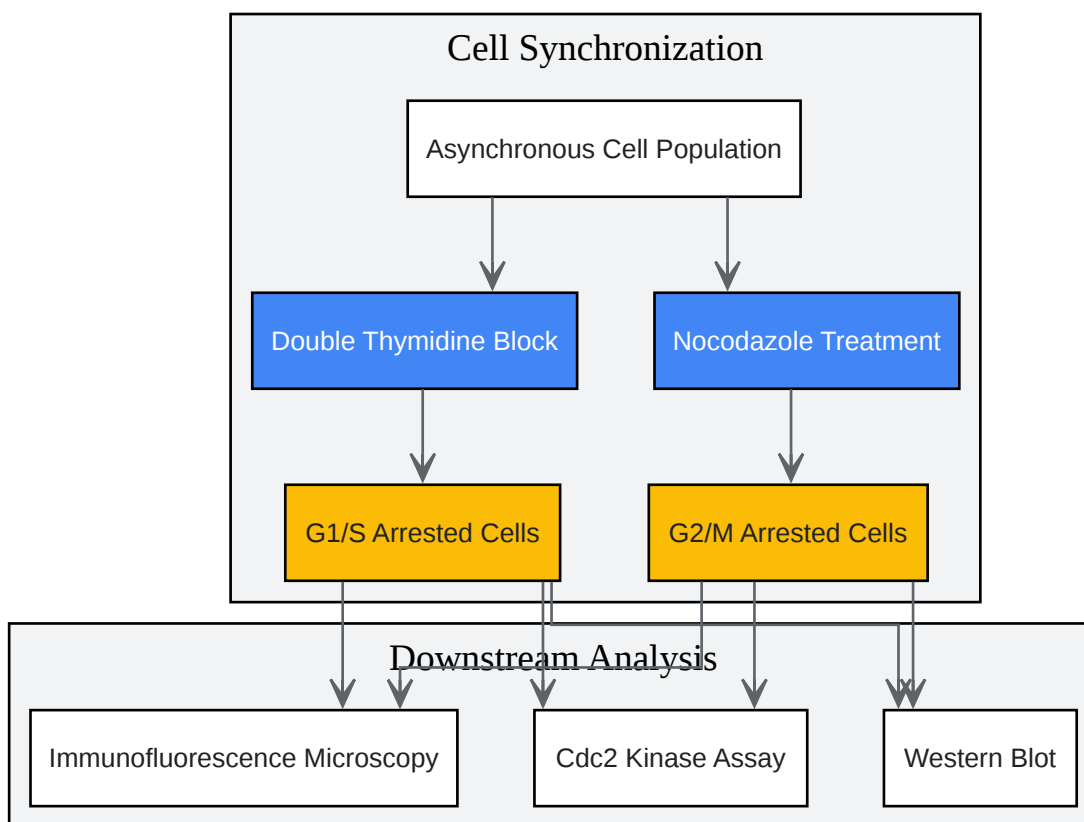 Cell Synchronization
Asynchronous Cell Population
Double Thymidine Block
Nocodazole Treatment
G1/S Arrested Cells
G2/M Arrested Cells
Downstream Analysis
Immunofluorescence Microscopy
Cdc2 Kinase Assay
Western Blot